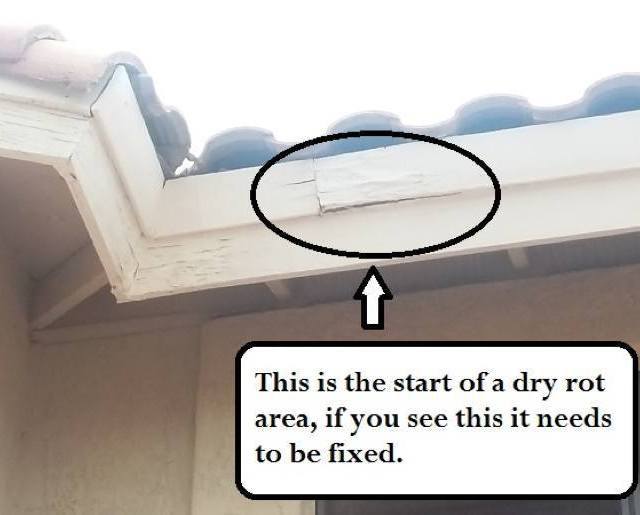 This is the start of a dry rot
area, if you see this it needs
to be fixed.